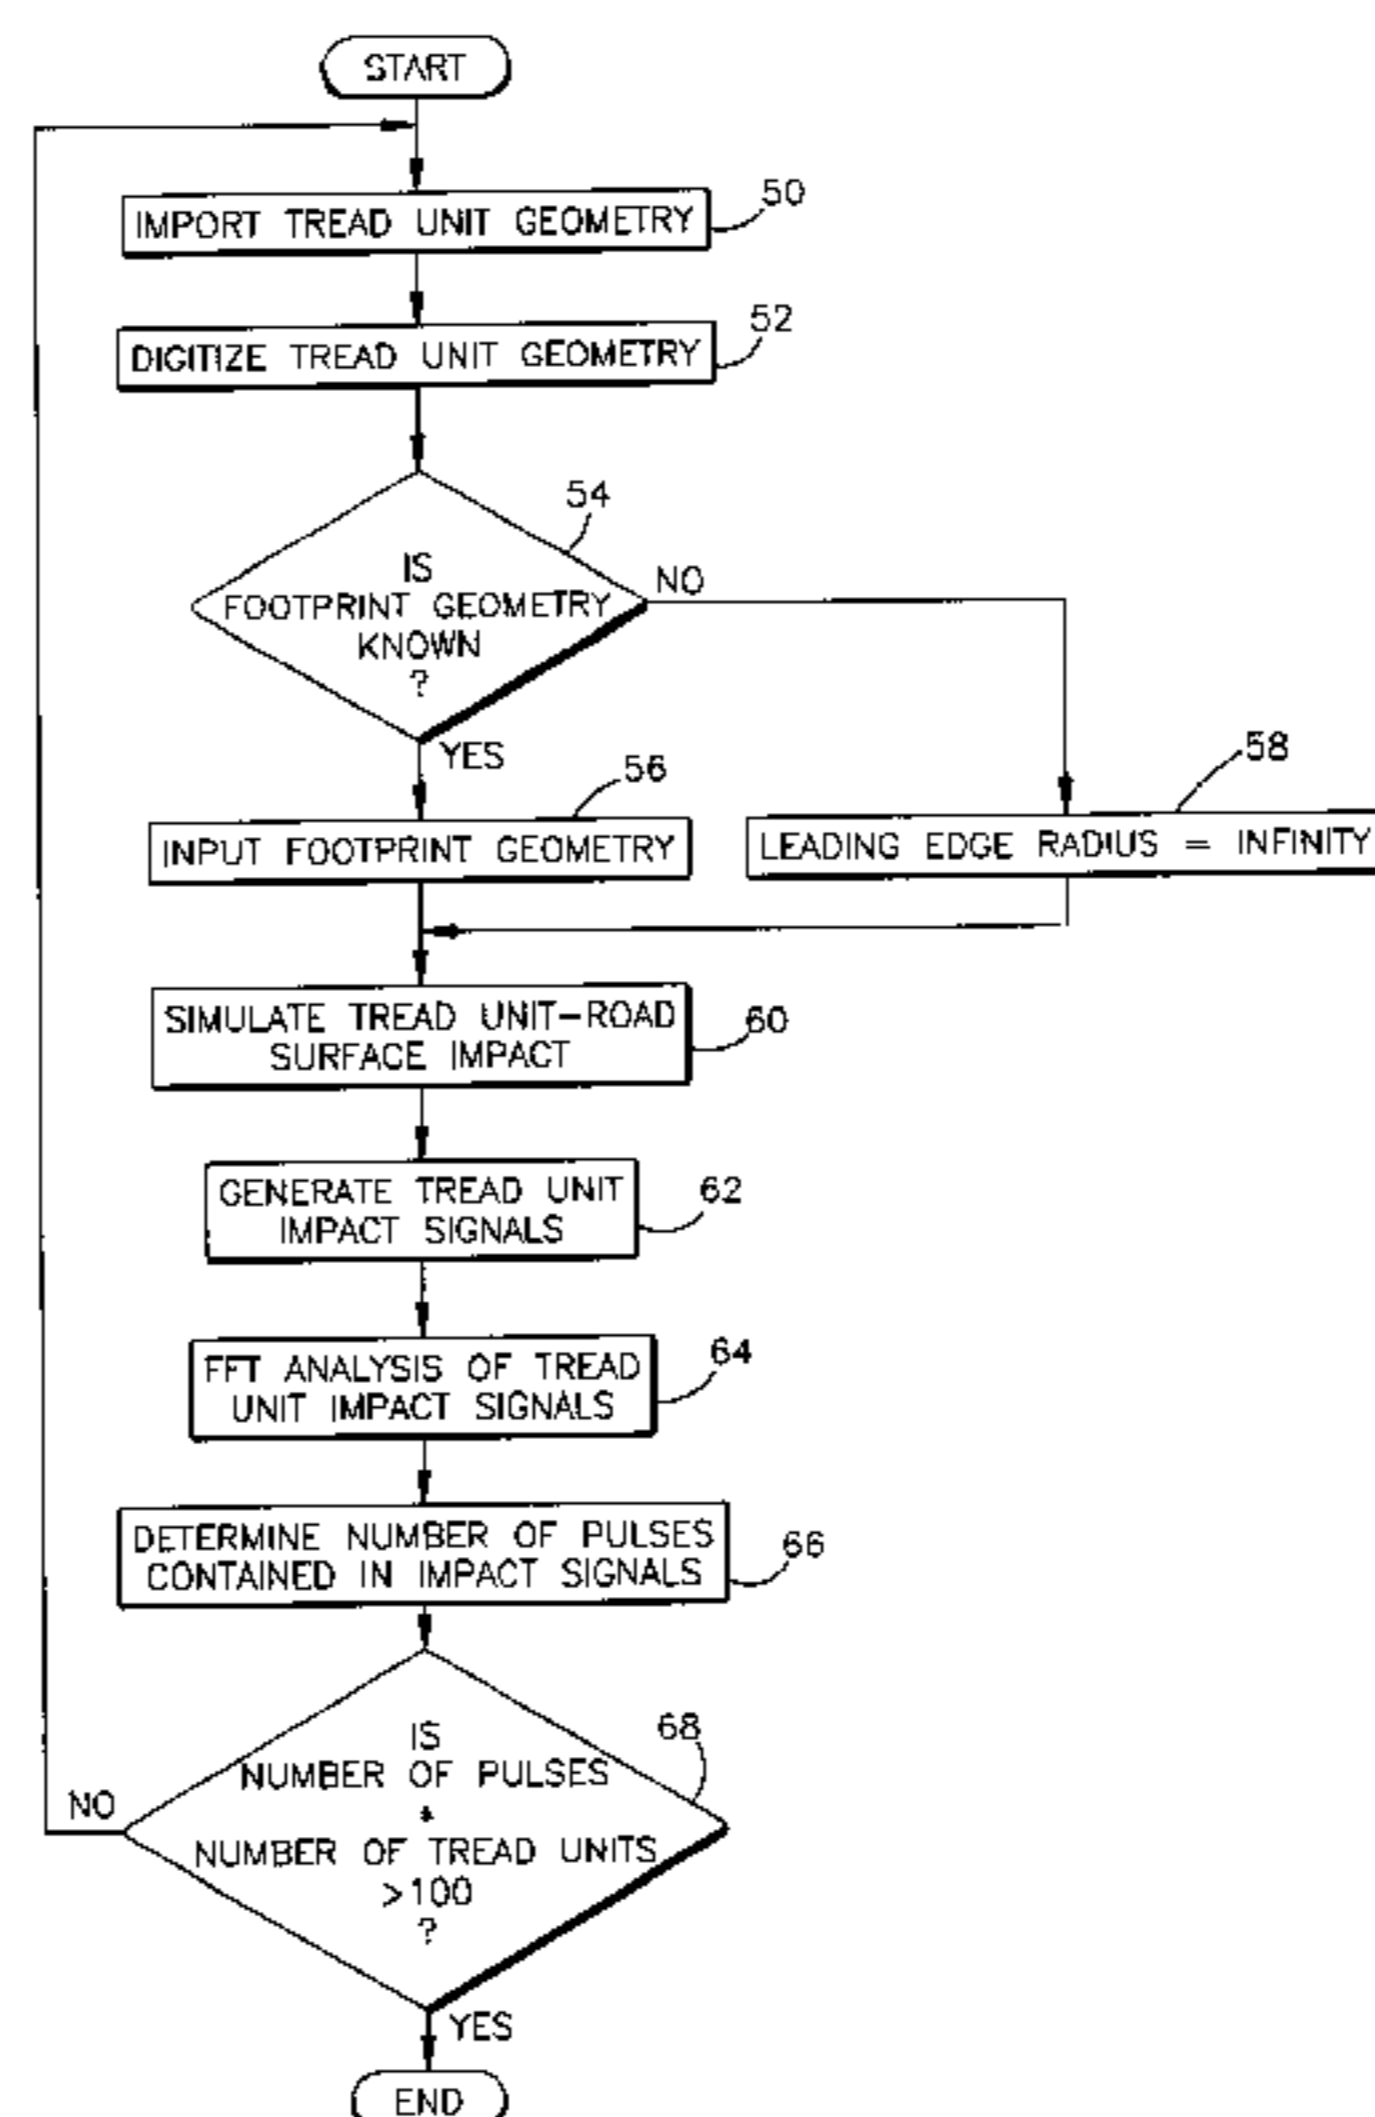 START
IMPORT TREAD UNIT GEOMETRY
50
DIGITIZE TREAD UNIT GEOMETRY
52
54
IS
FOOTPRINT GEOMETRY
KNOWN
?
NO
YES
56
INPUT FOOTPRINT GEOMETRY
58
LEADING EDGE RADIUS = INFINITY
SIMULATE TREAD UNIT-ROAD
SURFACE IMPACT
60
GENERATE TREAD UNIT
IMPACT SIGNALS
62
FFT ANALYSIS OF TREAD
UNIT IMPACT SIGNALS
64
DETERMINE NUMBER OF PULSES
CONTAINED IN IMPACT SIGNALS
66
68
IS
NUMBER OF PULSES
*
NUMBER OF TREAD UNITS
>100
?
NO
YES
END